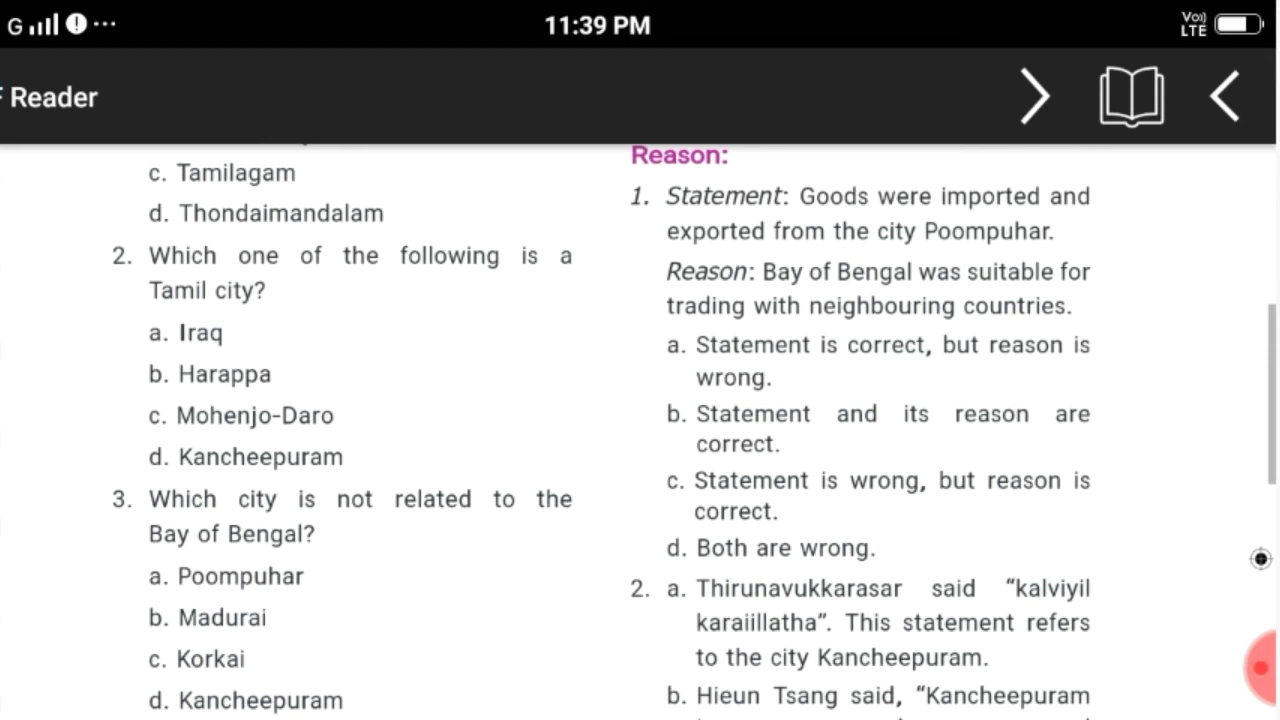 G
11:39 PM
Vo))
LTE
Reader
c. Tamilagam
d. Thondaimandalam
2. Which one of the following is a
Tamil city?
a. Iraq
b. Harappa
c. Mohenjo-Daro
d. Kancheepuram
3. Which city is not related to the
Bay of Bengal?
a. Poompuhar
b. Madurai
c. Korkai
d. Kancheepuram
Reason:
1. Statement: Goods were imported and
exported from the city Poompuhar.
Reason: Bay of Bengal was suitable for
trading with neighbouring countries.
a. Statement is correct, but reason is
wrong.
b. Statement and its reason are
correct.
c. Statement is wrong, but reason is
correct.
d. Both are wrong.
2. a. Thirunavukkarasar said “kalviyil
karaiillatha”. This statement refers
to the city Kancheepuram.
b. Hieun Tsang said, “Kancheepuram